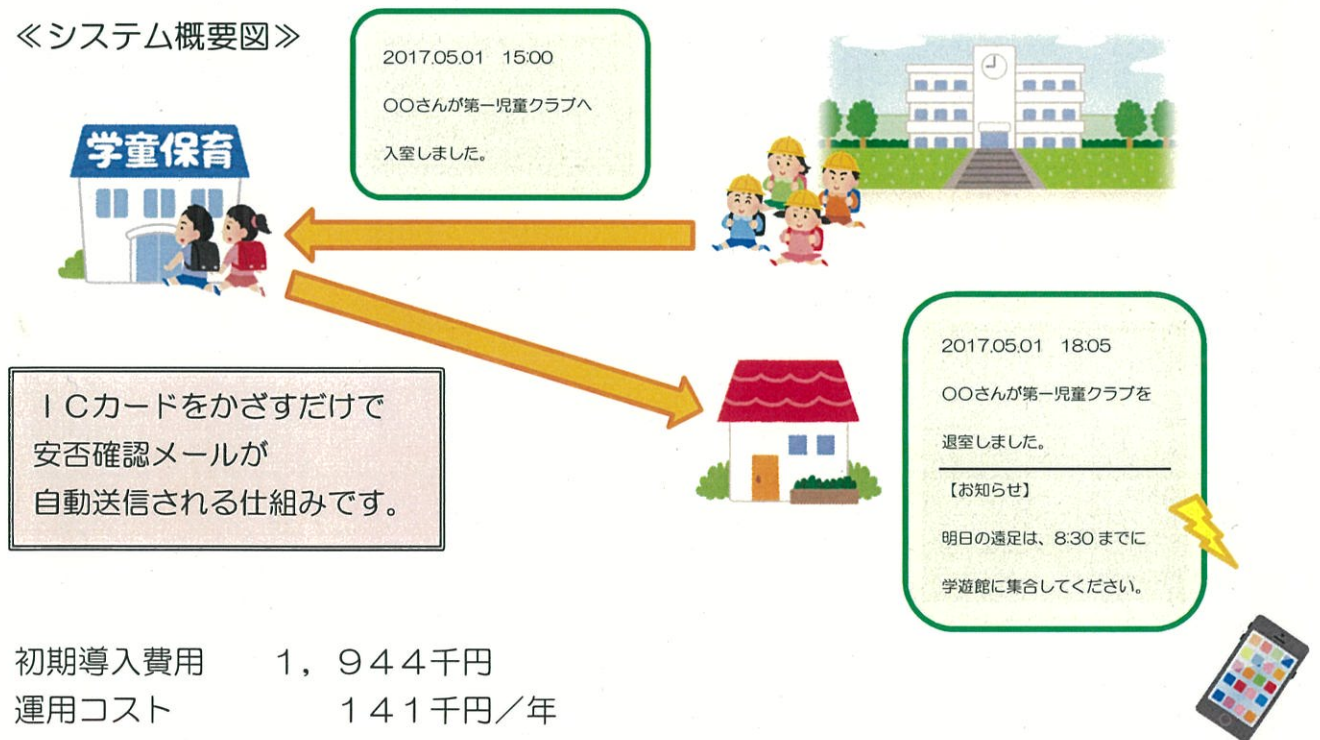 ≪システム概要図≫
2017.05.01 15:00
〇〇さんが第一児童クラブへ
入室しました。
学童保育
ICカードをかざすだけで
安否確認メールが
自動送信される仕組みです。
2017.05.01 18:05
〇〇さんが第一児童クラブを
退室しました。
【お知らせ】
明日の遠足は、8:30 までに
学遊館に集合してください。
初期導入費用 1,944千円
運用コスト 141千円／年